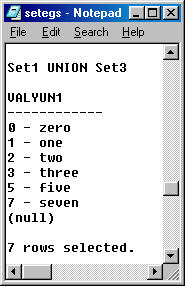 setegs - Notepad
File Edit Search Help
Set1 UNION Set3
VALYUN1
------------
0 - zero
1 - one
2 - two
3 - three
5 - five
7 - seven
(null)
7 rows selected.